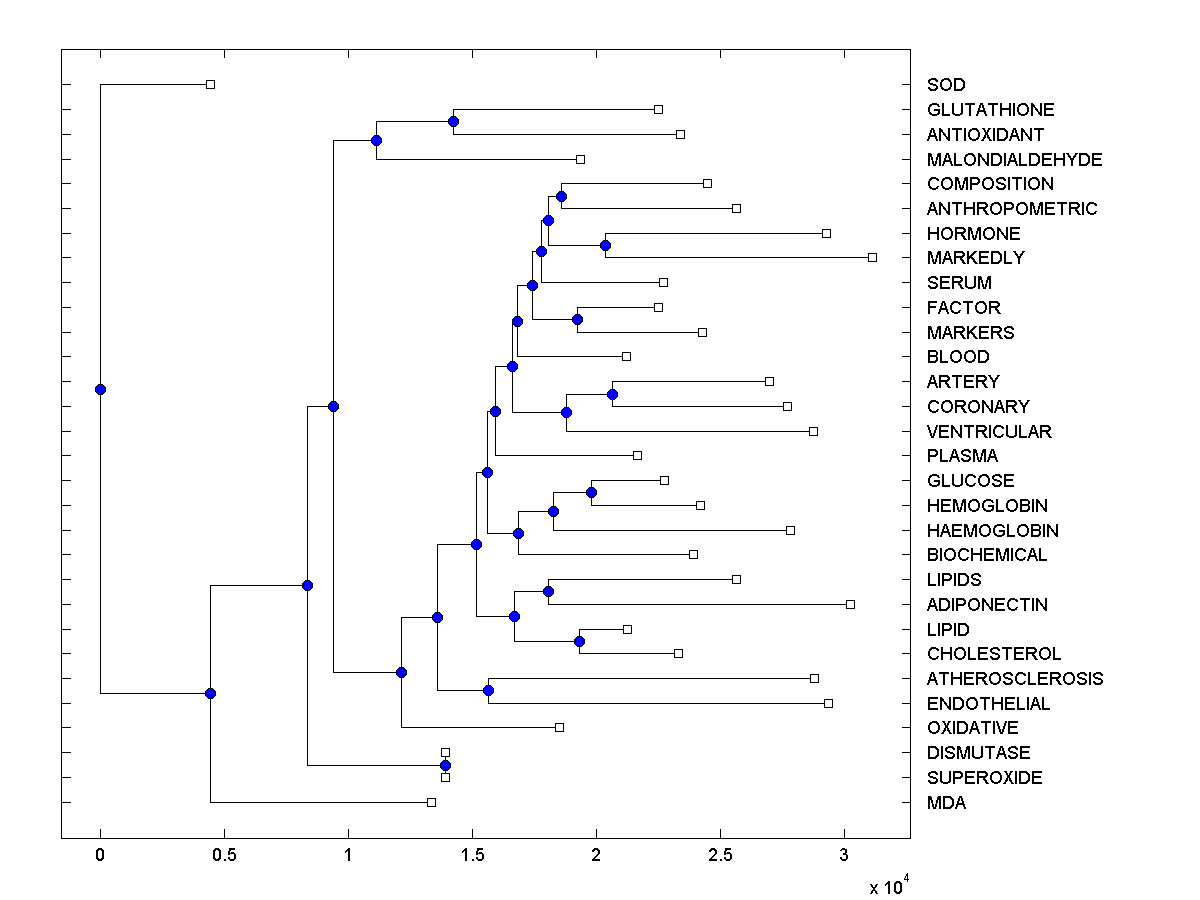 SOD
GLUTATHIONE
ANTIOXIDANT
MALONDIALDEHYDE
COMPOSITION
ANTHROPOMETRIC
HORMONE
MARKEDLY
SERUM
FACTOR
MARKERS
BLOOD
ARTERY
CORONARY
VENTRICULAR
PLASMA
GLUCOSE
HEMOGLOBIN
HAEMOGLOBIN
BIOCHEMICAL
LIPIDS
ADIPONECTIN
LIPID
CHOLESTEROL
ATHEROSCLEROSIS
ENDOTHELIAL
OXIDATIVE
DISMUTASE
SUPEROXIDE
MDA
0 0.5 1 1.5 2 2.5 3
x 10^4